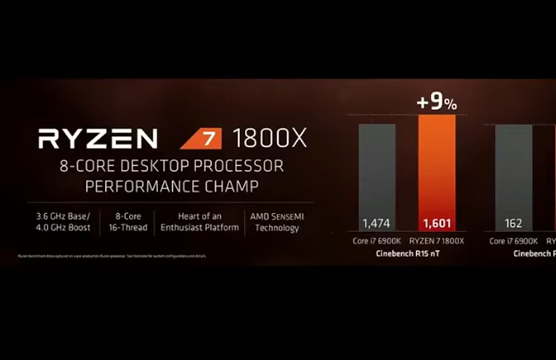 RYZEN 7 1800X
8-CORE DESKTOP PROCESSOR
PERFORMANCE CHAMP
3.6 GHz Base/
4.0 GHz Boost
8-Core
16-Thread
Heart of an
Enthusiast Platform
AMD SENSEMI
Technology
+9%
1,474
1,601
162
Core i7 6900K
RYZEN 7 1800X
Core i7 6900K
Cinebench R15 nT
Cinebench